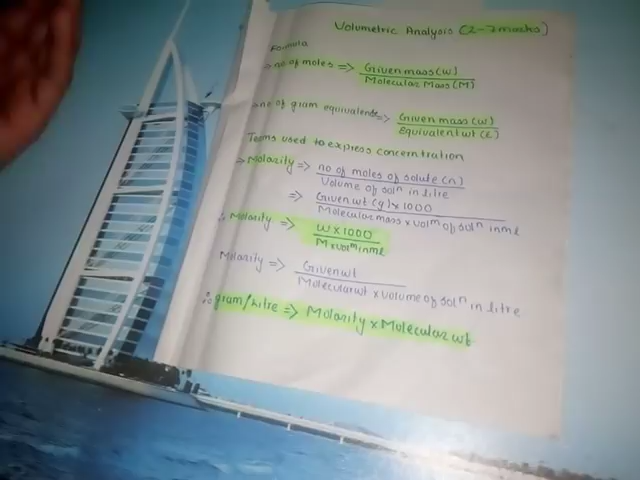 Volumetric Analysis (2-3marks)
Formula
→ no of moles => Given mass(w) / Molecular Mass(M)
→ no of gram equivalents => Given mass (w) / Equivalent wt (E)
Terms used to express concentration
→ Molarity => no of moles of solute (n) / Volume of solⁿ in litre
=> Given wt (g) x 1000 / Molecular mass x volᵐ of solⁿ in ml
∴ Molarity => W x 1000 / M x volᵐ in ml
Molarity => Given wt / Molecular wt x volume of solⁿ in litre
∴ gram/litre => Molarity x Molecular wt